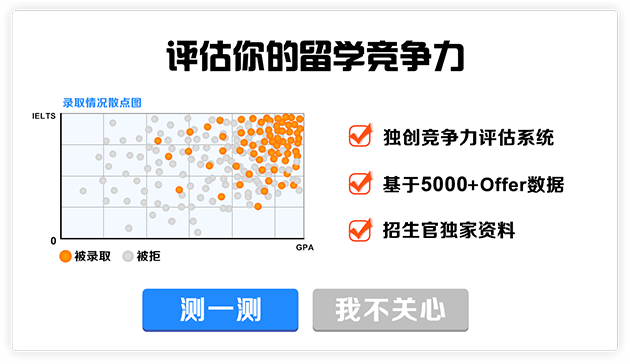 评估你的留学竞争力
录取情况散点图
IELTS
0
GPA
被录取 被拒
独创竞争力评估系统
基于5000+Offer数据
招生官独家资料
测一测 我不关心